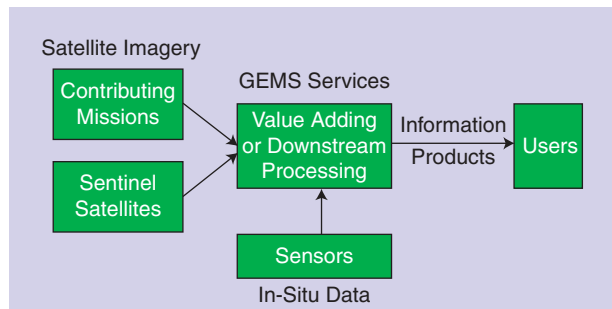 Satellite Imagery
Contributing
Missions
Sentinel
Satellites
GEMS Services
Value Adding
or Downstream
Processing
Information
Products
Users
Sensors
In-Situ Data